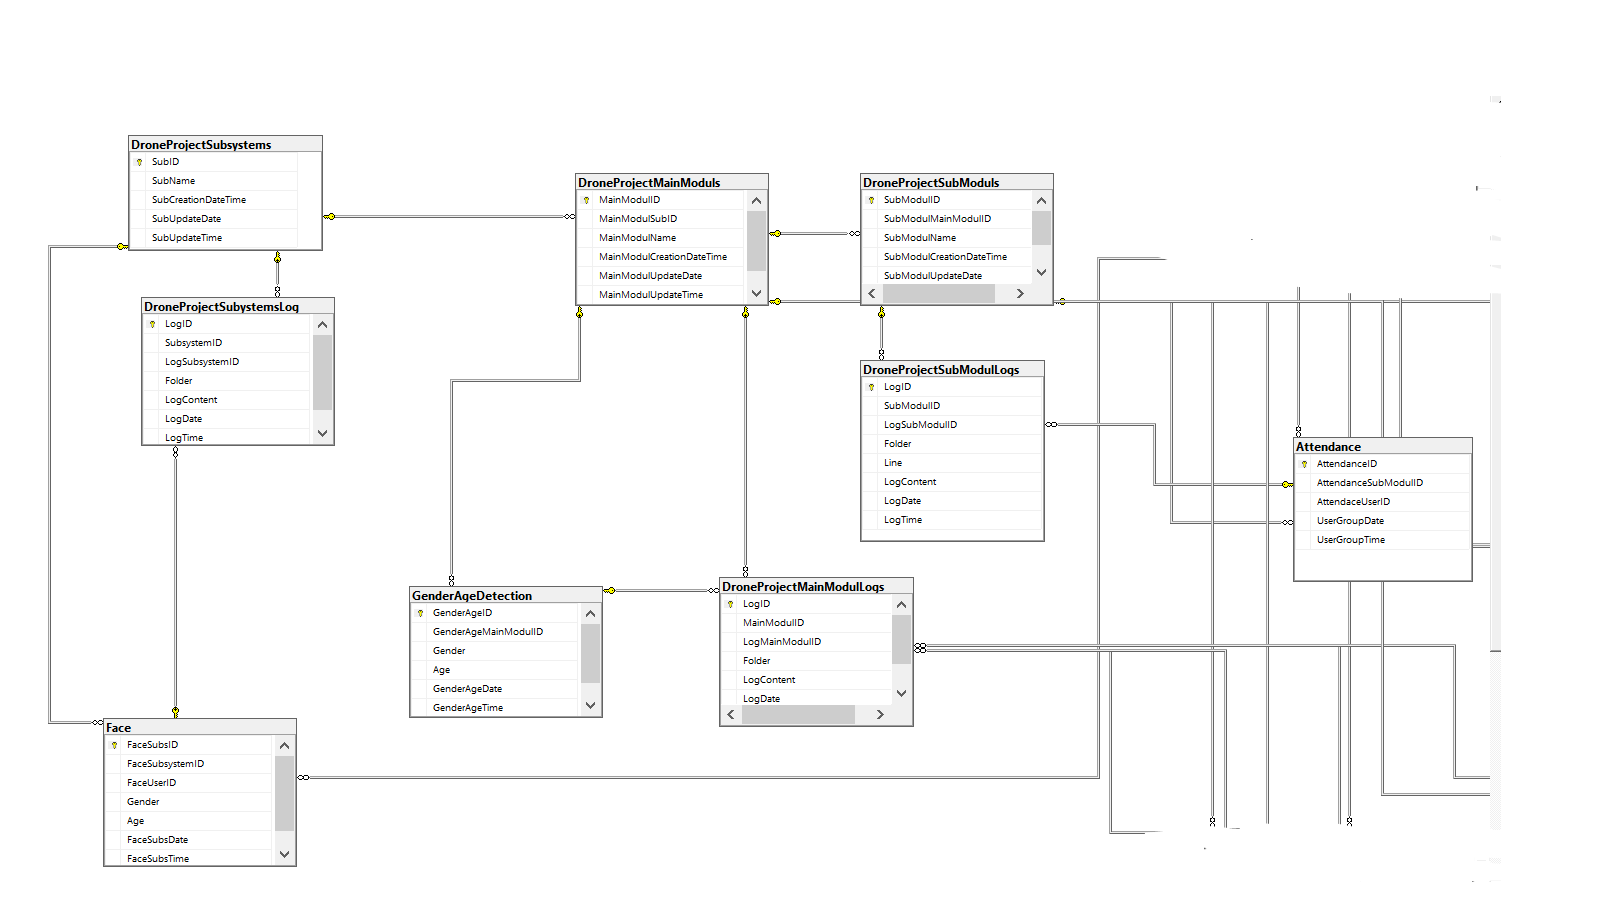 DroneProjectSubsystems
SubID
SubName
SubCreationDateTime
SubUpdateDate
SubUpdateTime
DroneProjectSubystemsLog
LogID
SubsystemID
LogSubsystemID
Folder
LogContent
LogDate
LogTime
DroneProjectMainModuls
MainModulID
MainModulSubID
MainModulName
MainModulCreationDateTime
MainModulUpdateDate
MainModulUpdateTime
DroneProjectSubModuls
SubModulID
SubModulMainModulID
SubModulName
SubModulCreationDateTime
SubModulUpdateDate
DroneProjectSubModulLogs
LogID
SubModulID
LogSubModulID
Folder
Line
LogContent
LogDate
LogTime
Attendance
AttendanceID
AttendanceSubModulID
AttendaceUserID
UserGroupDate
UserGroupTime
GenderAgeDetection
GenderAgeID
GenderAgeMainModulID
Gender
Age
GenderAgeDate
GenderAgeTime
DroneProjectMainModulLogs
LogID
MainModulID
LogMainModulID
Folder
LogContent
LogDate
Face
FaceSubsID
FaceSubsystemID
FaceUserID
Gender
Age
FaceSubsDate
FaceSubsTime